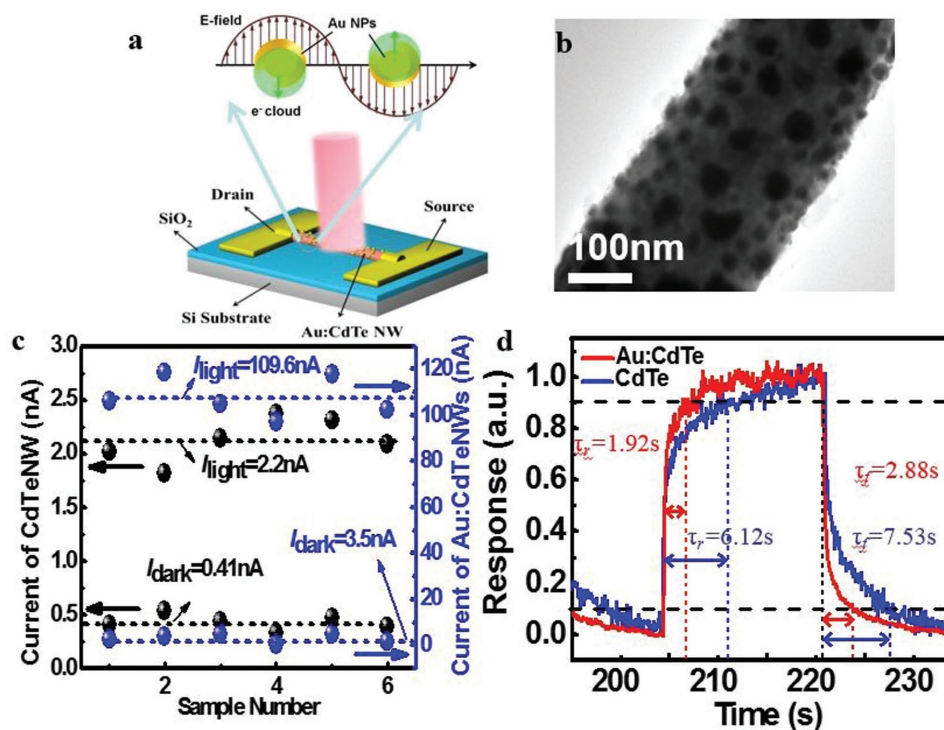 a
E-field
Au NPs
e⁻ cloud
Drain
Source
SiO₂
Si Substrate
Au:CdTe NW
b
100nm
c
Current of CdTeNW (nA)
3.0
2.5
2.0
1.5
1.0
0.5
0.0
Ilight=109.6nA
Ilight=2.2nA
Idark=3.5nA
Idark=0.41nA
120
100
80
60
40
20
0
Current of Au:CdTeNWs (nA)
2
4
6
Sample Number
d
Au:CdTe
CdTe
Response (a.u.)
1.0
0.8
0.6
0.4
0.2
0.0
τr=1.92s
τf=2.88s
τr=6.12s
τf=7.53s
200
210
220
230
Time (s)